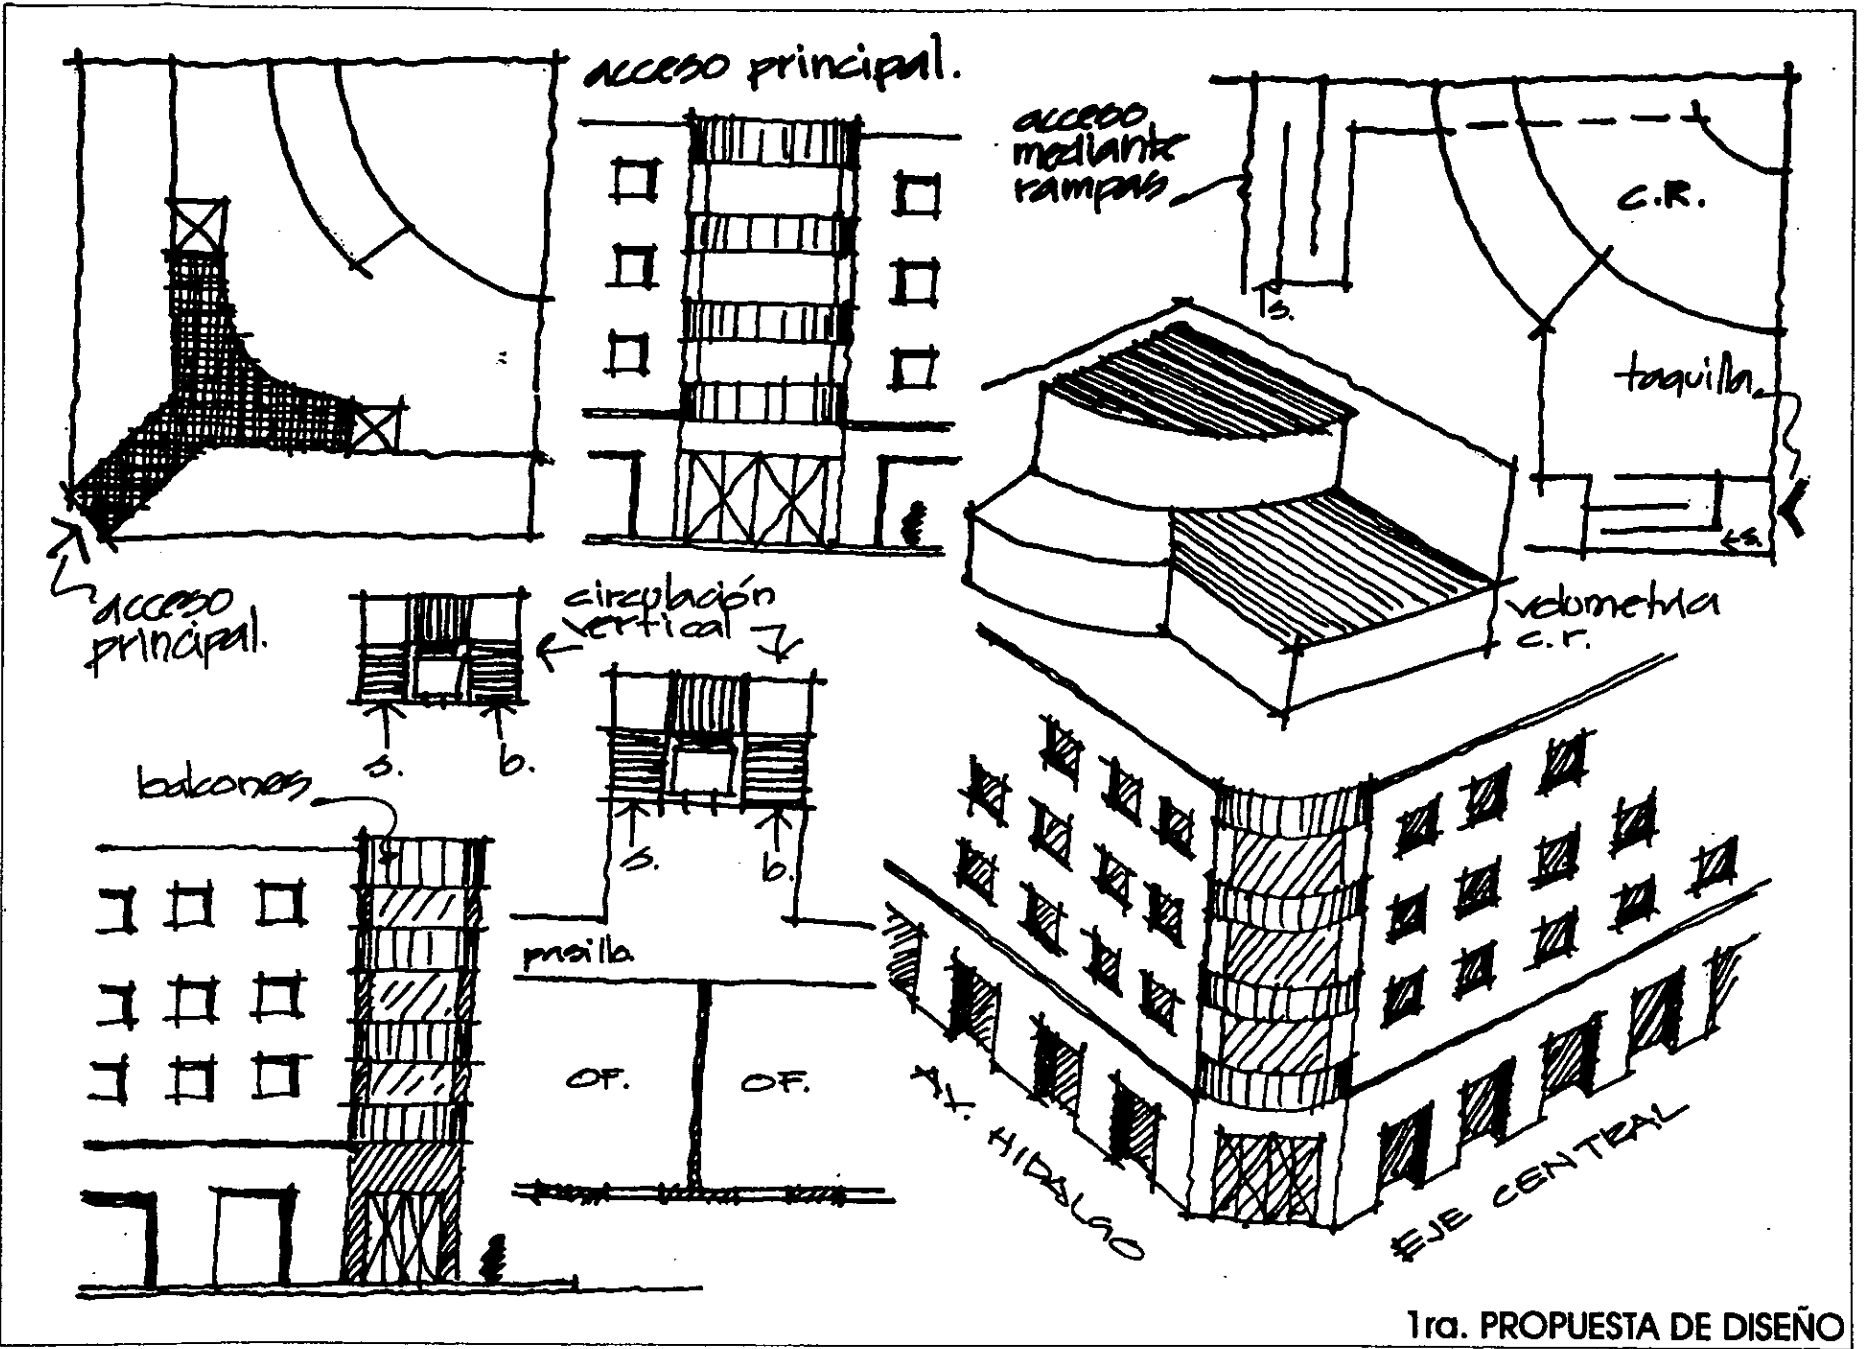 acceso principal.
acceso
mediante
rampas
C.R.
s.
taquilla
s.
acceso
principal.
circulación
vertical
volumetria
c.r.
s.
b.
balcones
s.
b.
pasillo
OF.
OF.
AV. HIDALGO
EJE CENTRAL
1ra. PROPUESTA DE DISEÑO